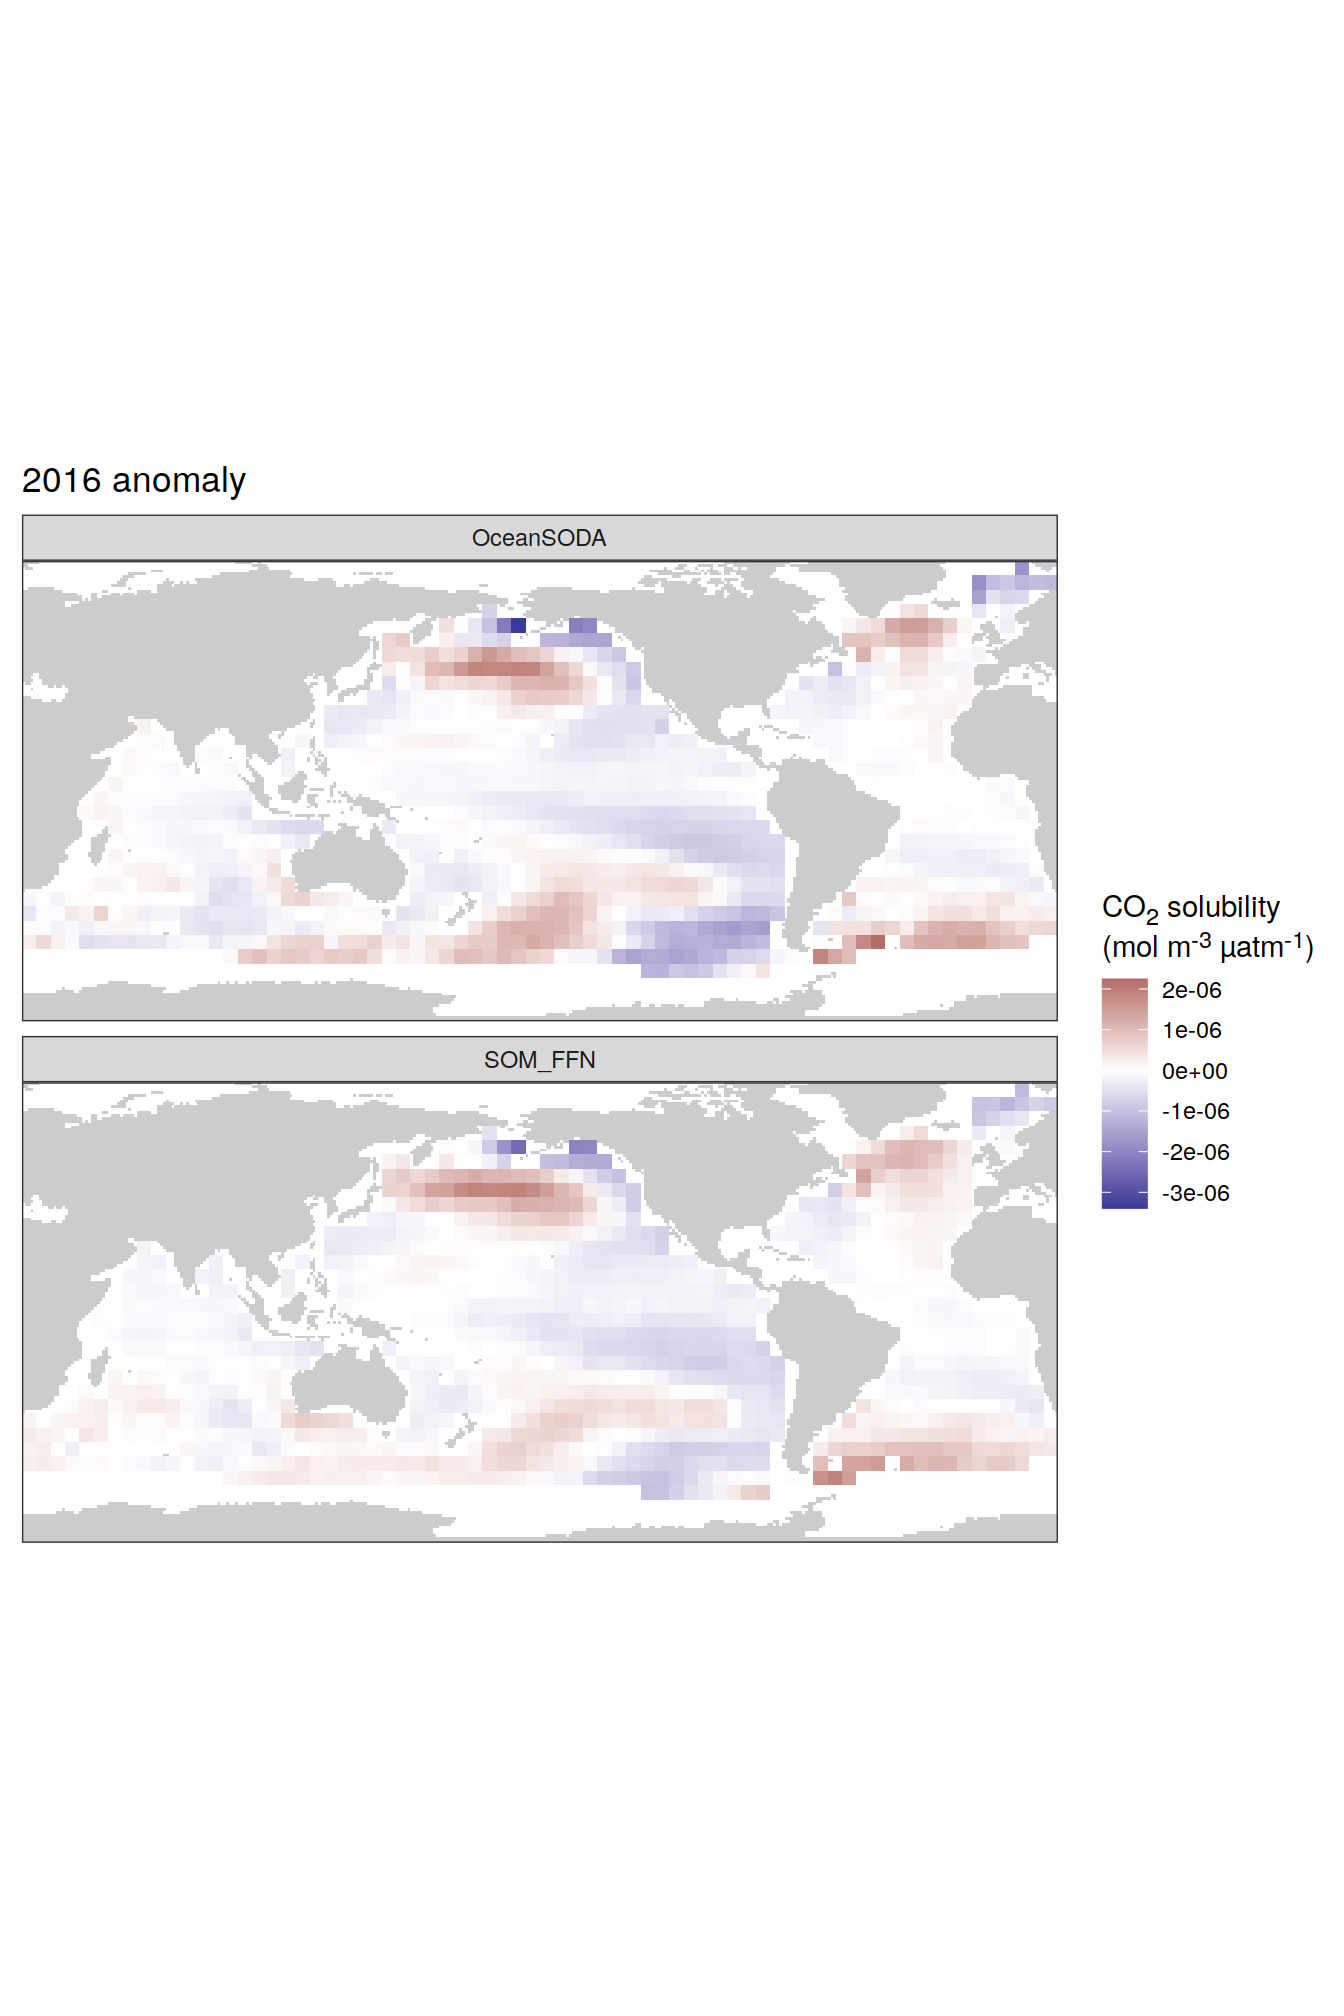 2016 anomaly
OceanSODA
SOM_FFN
CO₂ solubility
(mol m⁻³ µatm⁻¹)
2e-06
1e-06
0e+00
-1e-06
-2e-06
-3e-06